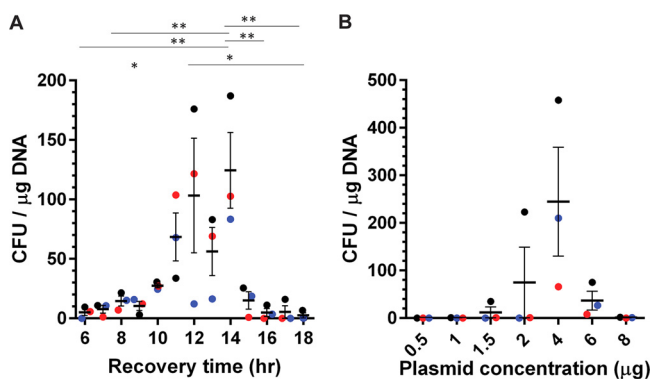 A
** **
** **
* *
CFU / μg DNA
200
150
100
50
0
6 8 10 12 14 16 18
Recovery time (hr)
B
CFU / μg DNA
500
400
300
200
100
0
0.5 1 1.5 2 4 6 8
Plasmid concentration (μg)